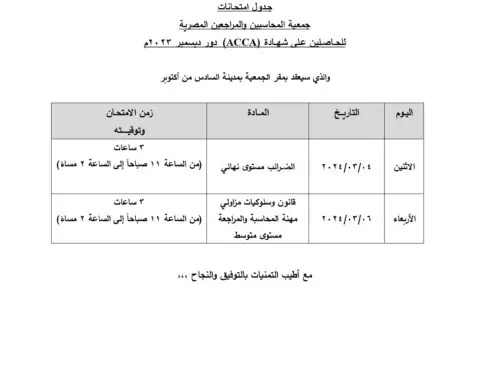 جدول امتحانات
جمعية المحاسبين والمراجعين المصرية
للحاصلين على شهادة (ACCA) دور ديسمبر ٢٠٢٣م
والذي سيعقد بمقر الجمعية بمدينة السادس من أكتوبر
اليوم التاريخ المادة زمن الامتحان
وتوقيته
الاثنين ٢٠٢٤/٠٣/٠٤ الضرائب مستوى نهائي ٣ ساعات
(من الساعة ١١ صباحاً إلى الساعة ٢ مساءً)
الأربعاء ٢٠٢٤/٠٣/٠٦ قانون وسلوكيات مزاولي
مهنة المحاسبة والمراجعة
مستوى متوسط
٣ ساعات
(من الساعة ١١ صباحاً إلى الساعة ٢ مساءً)
مع أطيب التمنيات بالتوفيق والنجاح ,,,